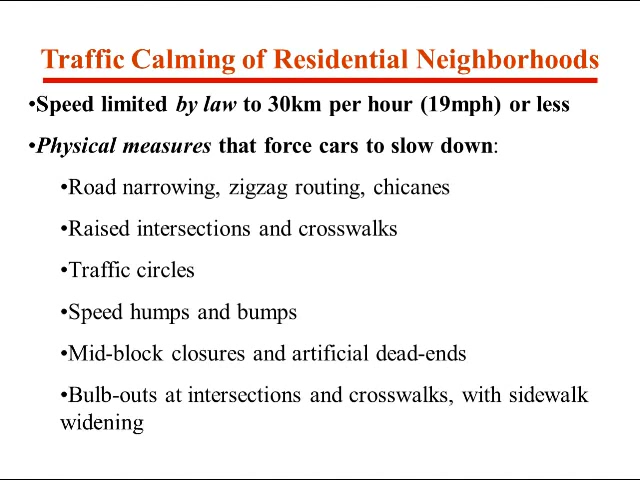 Traffic Calming of Residential Neighborhoods
•Speed limited by law to 30km per hour (19mph) or less
•Physical measures that force cars to slow down:
•Road narrowing, zigzag routing, chicanes
•Raised intersections and crosswalks
•Traffic circles
•Speed humps and bumps
•Mid-block closures and artificial dead-ends
•Bulb-outs at intersections and crosswalks, with sidewalk
widening